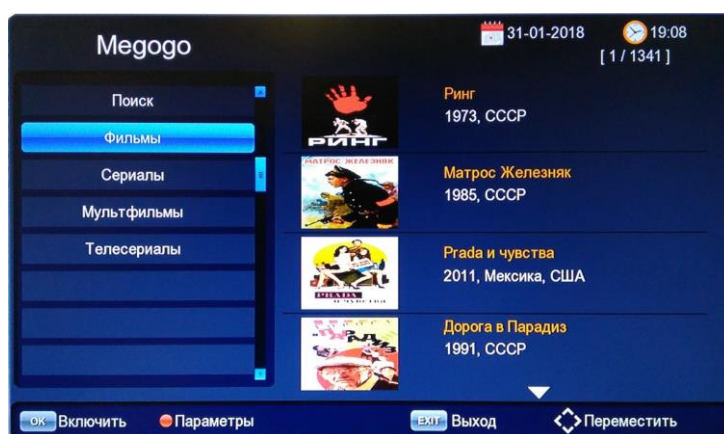 Megogo
31-01-2018
19:08
[ 1 / 1341 ]
Поиск
Фильмы
Сериалы
Мультфильмы
Телесериалы
РИНГ
Ринг
1973, СССР
МАТРОС ЖЕЛЕЗНЯК
Матрос Железняк
1985, СССР
PRADA
И ЧУВСТВА
Prada и чувства
2011, Мексика, США
Дорога в Парадиз
1991, СССР
OK Включить
Параметры
EXIT Выход
Переместить